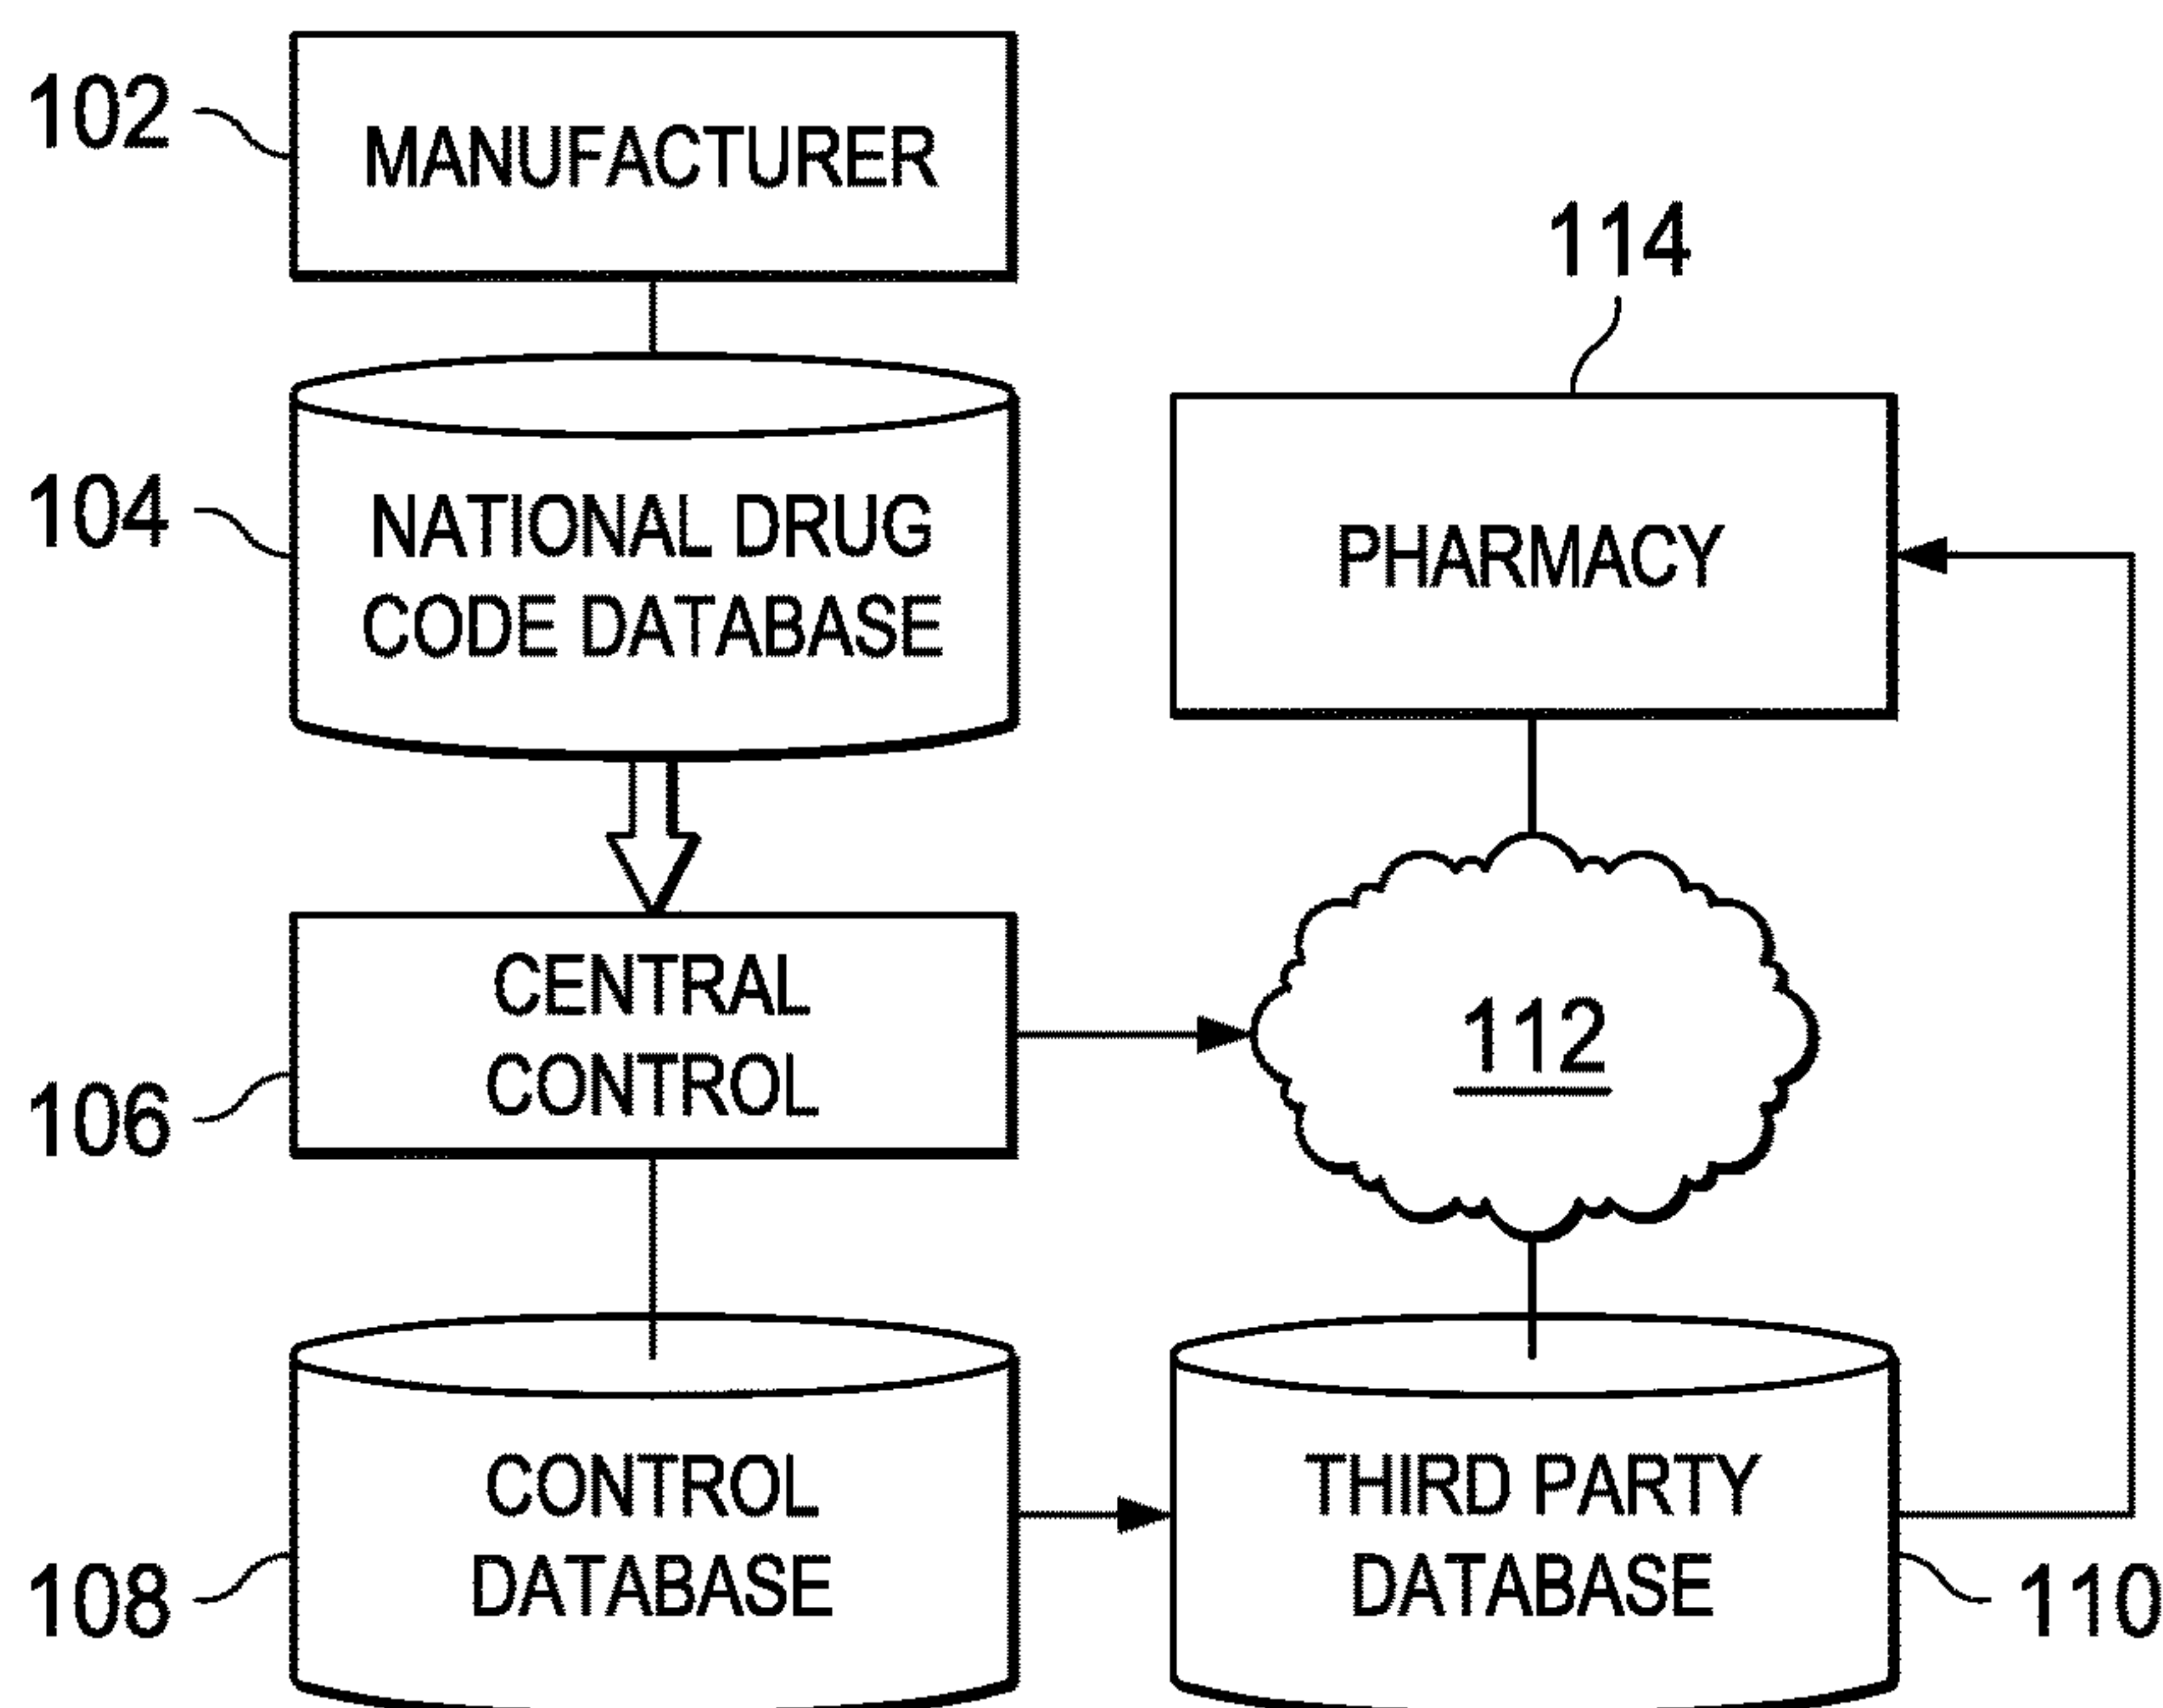 102
MANUFACTURER
114
104
NATIONAL DRUG
CODE DATABASE
PHARMACY
106
CENTRAL
CONTROL
112
108
CONTROL
DATABASE
THIRD PARTY
DATABASE
110